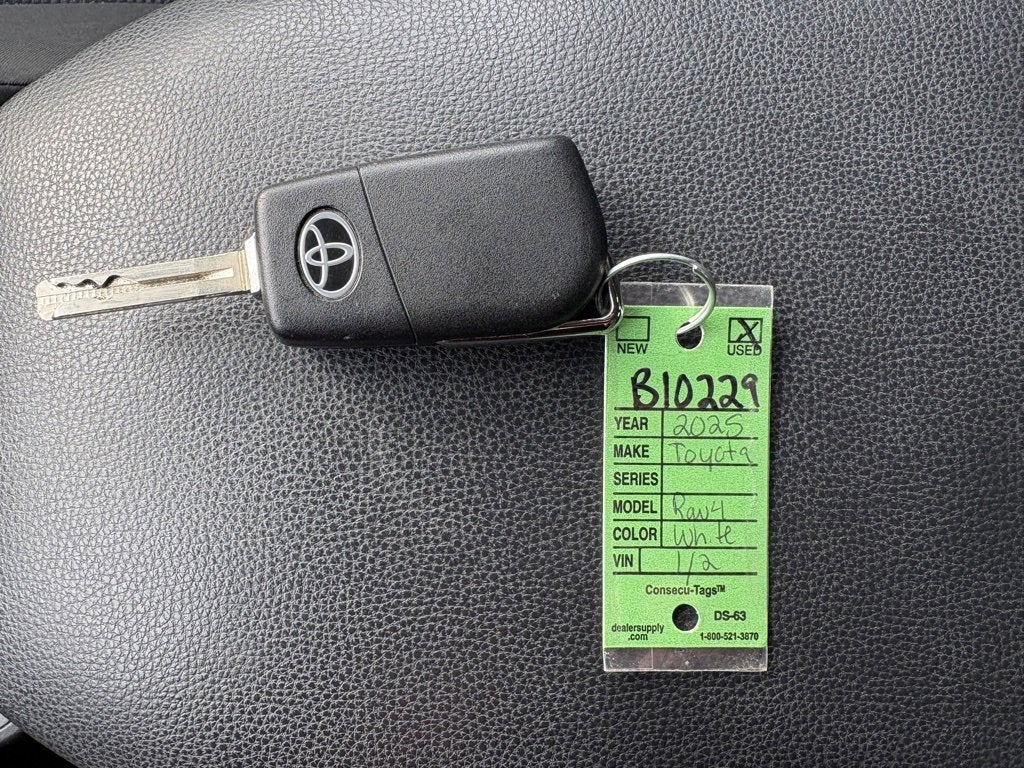 NEW X USED
B10229
YEAR 2025
MAKE Toyota
SERIES
MODEL Rav4
COLOR White
VIN 1/2
Consecu-Tags™
DS-63
dealersupply
.com 1-800-521-3870